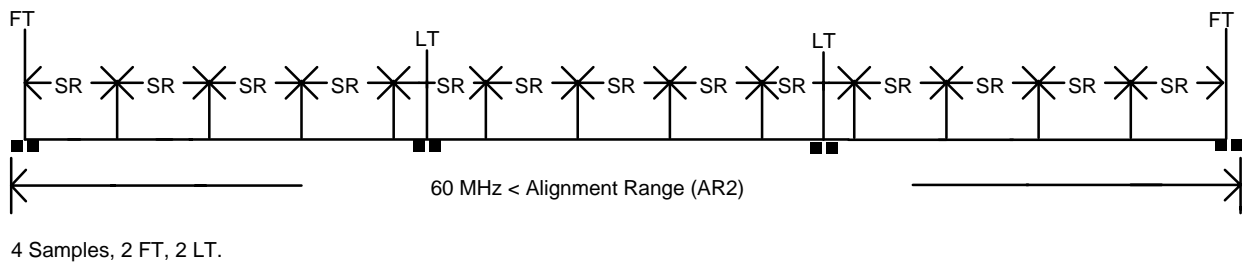 FT FT
LT LT
SR SR SR SR SR SR SR SR SR SR SR SR SR
60 MHz < Alignment Range (AR2)
4 Samples, 2 FT, 2 LT.